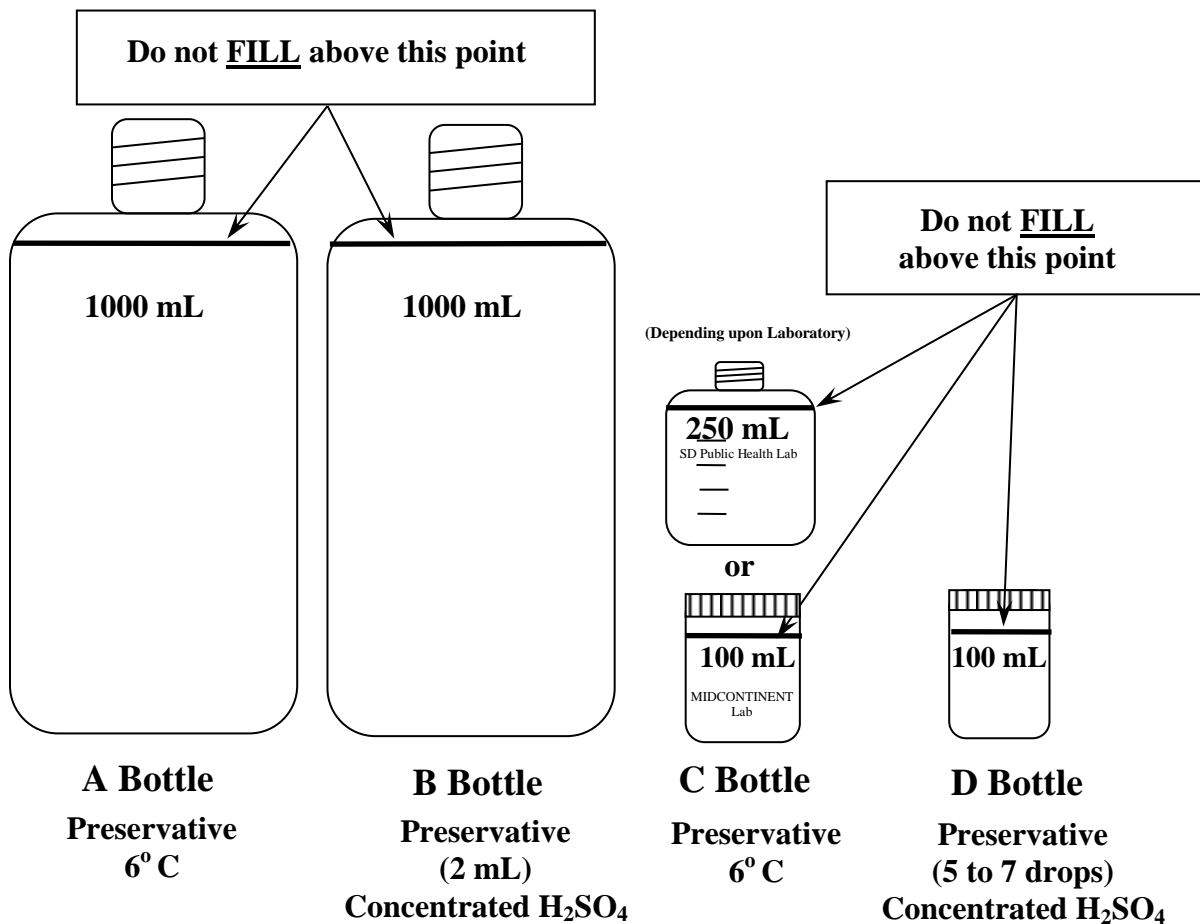 Do not FILL above this point
1000 mL
1000 mL
Do not FILL
above this point
(Depending upon Laboratory)
250 mL
SD Public Health Lab
or
100 mL
MIDCONTINENT
Lab
100 mL
A Bottle
Preservative
6° C
B Bottle
Preservative
(2 mL)
Concentrated H₂SO₄
C Bottle
Preservative
6° C
D Bottle
Preservative
(5 to 7 drops)
Concentrated H₂SO₄